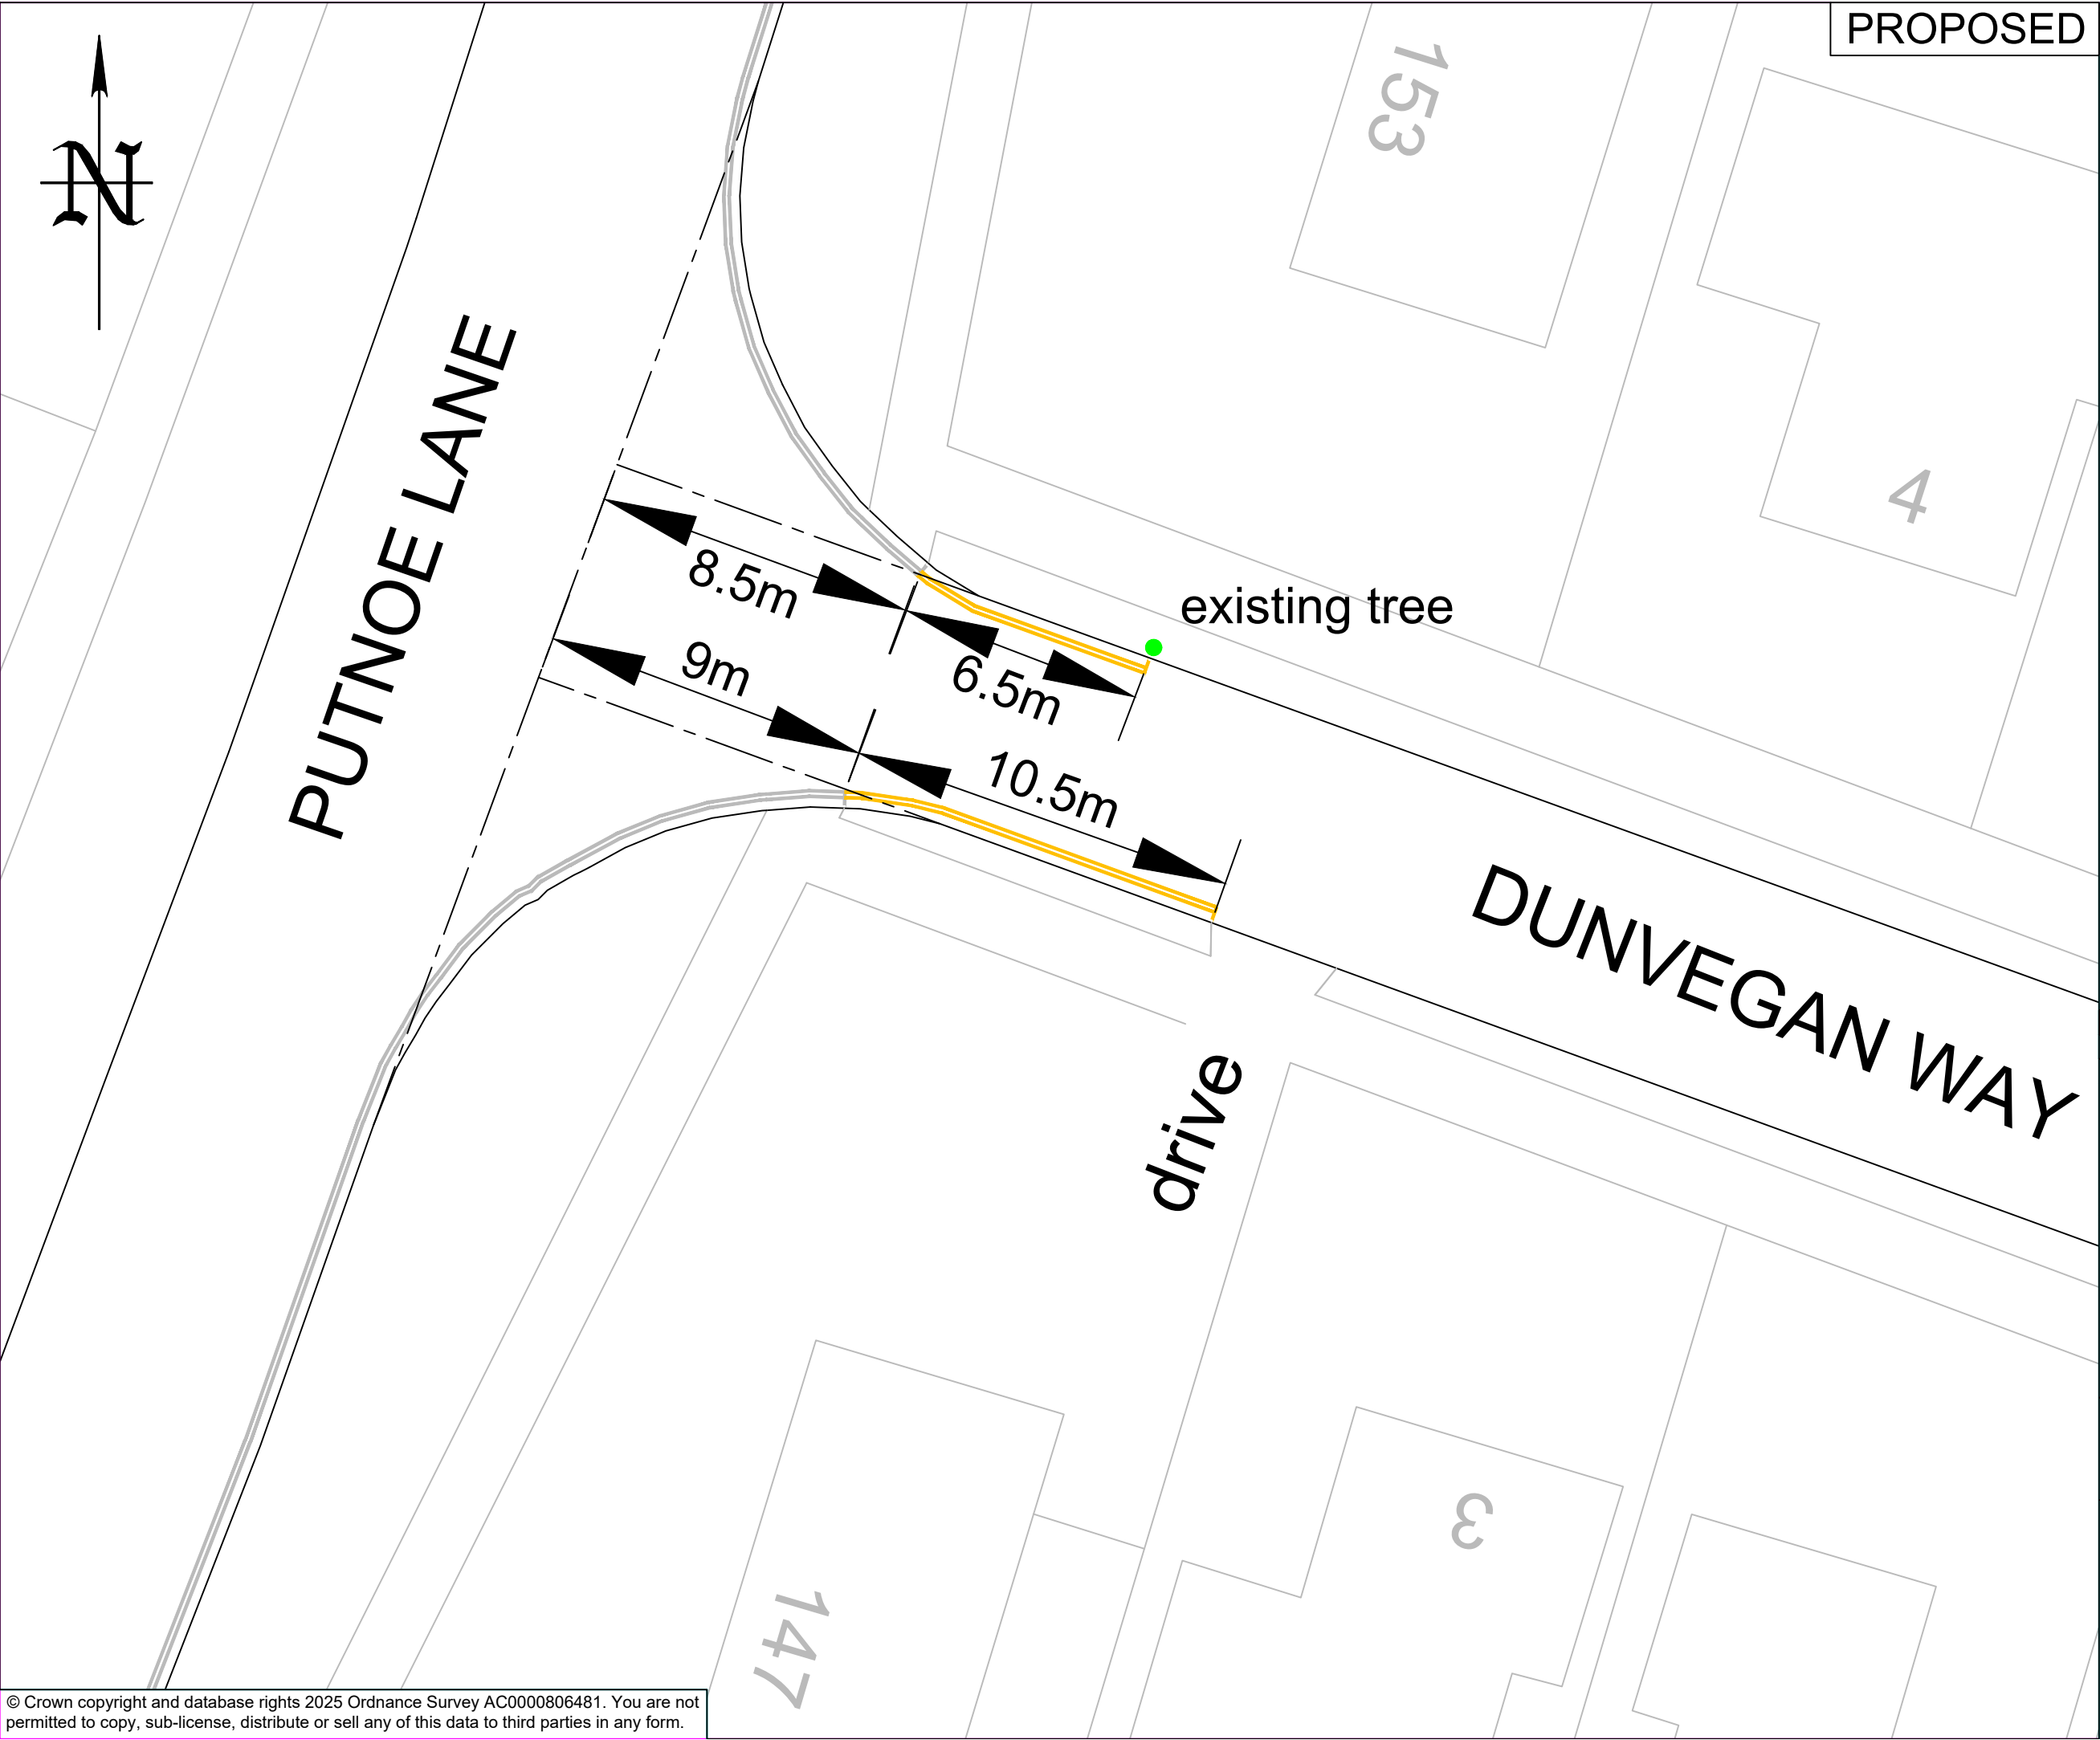 PROPOSED
N
153
4
PUTNOE LANE
8.5m
existing tree
9m
6.5m
10.5m
DUNVEGAN WAY
drive
3
147
© Crown copyright and database rights 2025 Ordnance Survey AC0000806481. You are not
permitted to copy, sub-license, distribute or sell any of this data to third parties in any form.